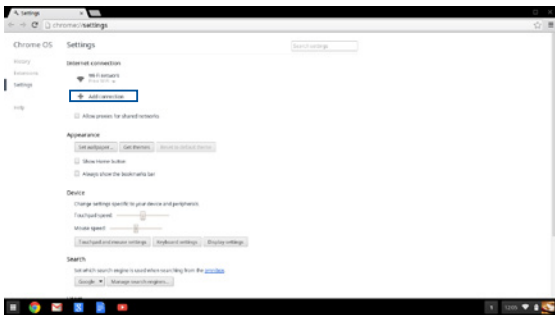 Settings
chrome://settings
Chrome OS
Settings
Search settings
History
Extensions
Settings
Help
Internet connection
Wi-Fi network
Add connection
Allow proxies for shared networks
Appearance
Set wallpaper...
Get themes
Reset to default theme
Show Home button
Always show the bookmarks bar
Device
Change settings specific to your device and peripherals.
Touchpad speed:
Mouse speed:
Touchpad and mouse settings
Keyboard settings
Display settings
Search
Set which search engine is used when searching from the omnibox.
Google
Manage search engines...